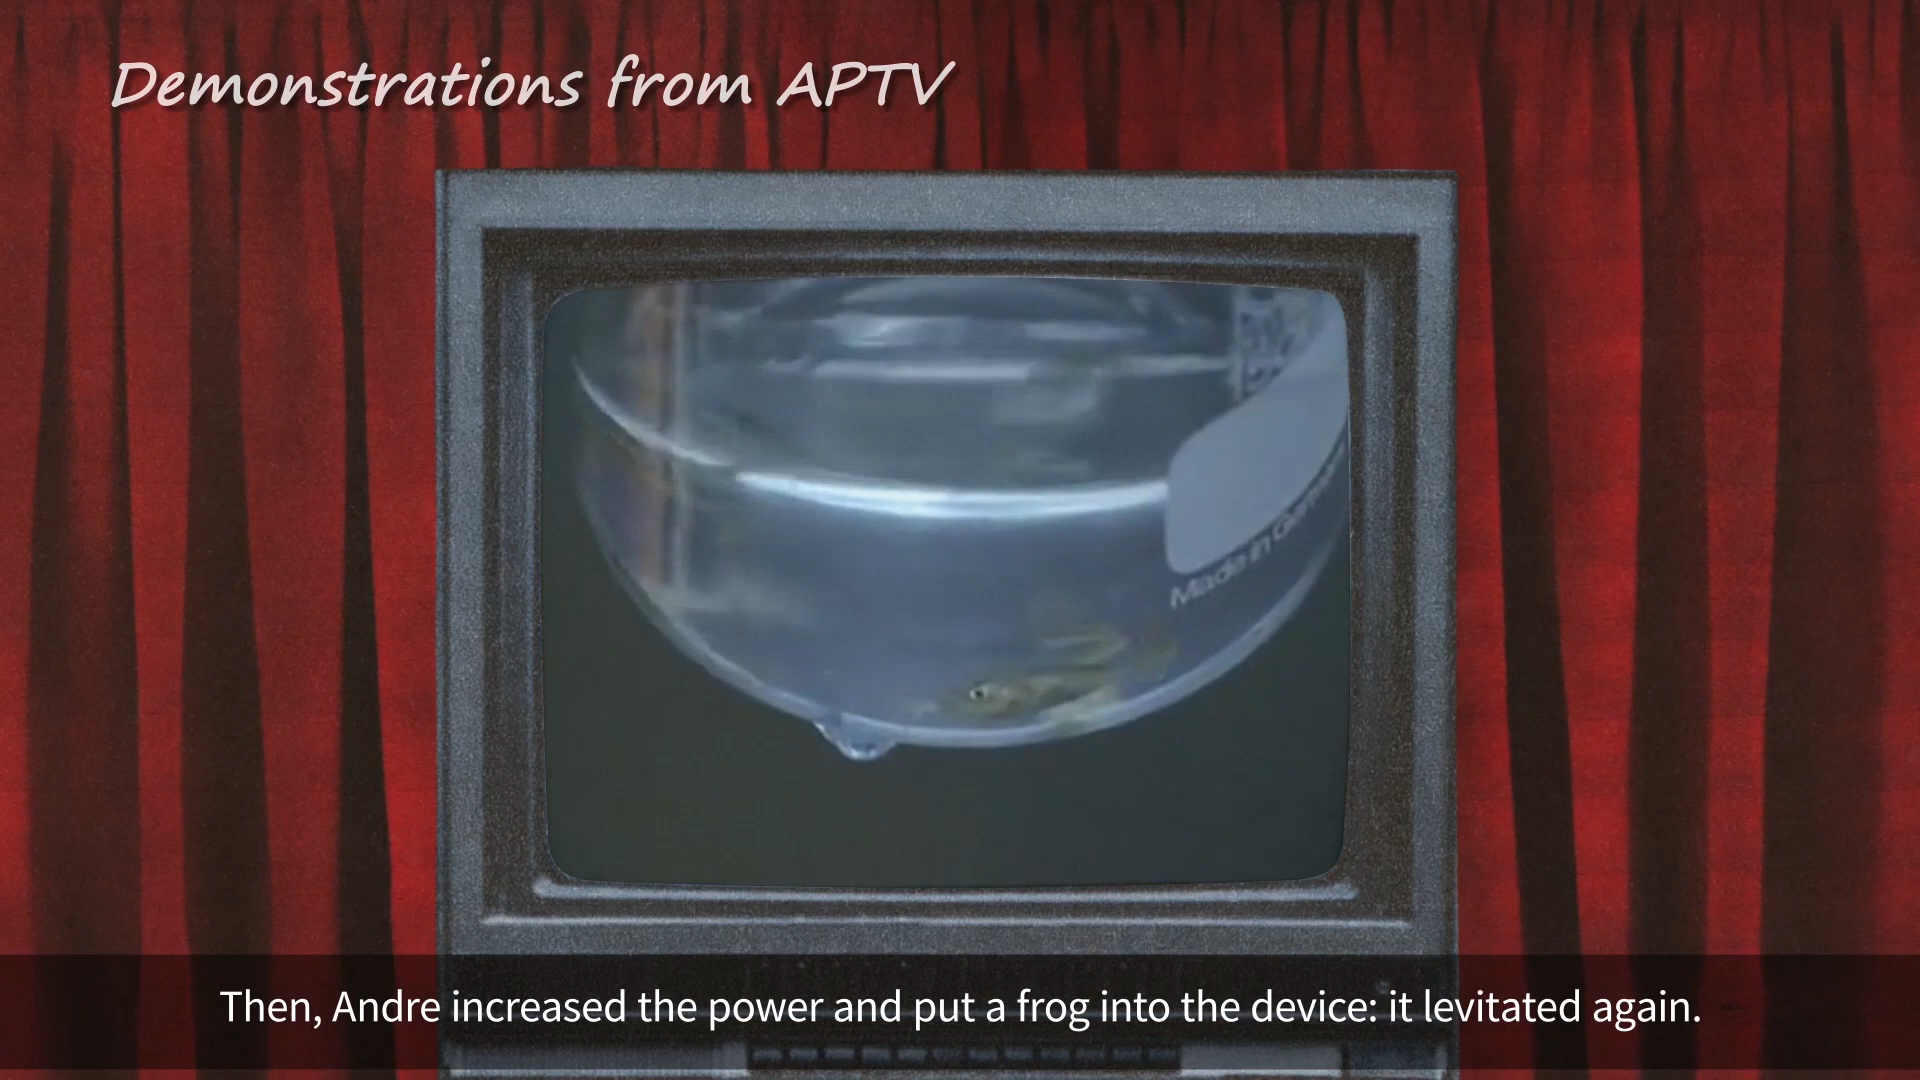 Demonstrations from APTV
Made in
Then, Andre increased the power and put a frog into the device: it levitated again.